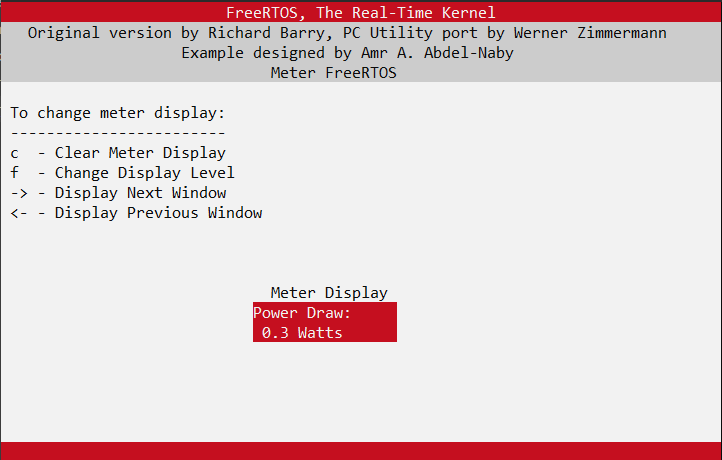 FreeRTOS, The Real-Time Kernel
Original version by Richard Barry, PC Utility port by Werner Zimmermann
Example designed by Amr A. Abdel-Naby
Meter FreeRTOS
To change meter display:
------------------------
c  - Clear Meter Display
f  - Change Display Level
-> - Display Next Window
<- - Display Previous Window
Meter Display
Power Draw:
0.3 Watts